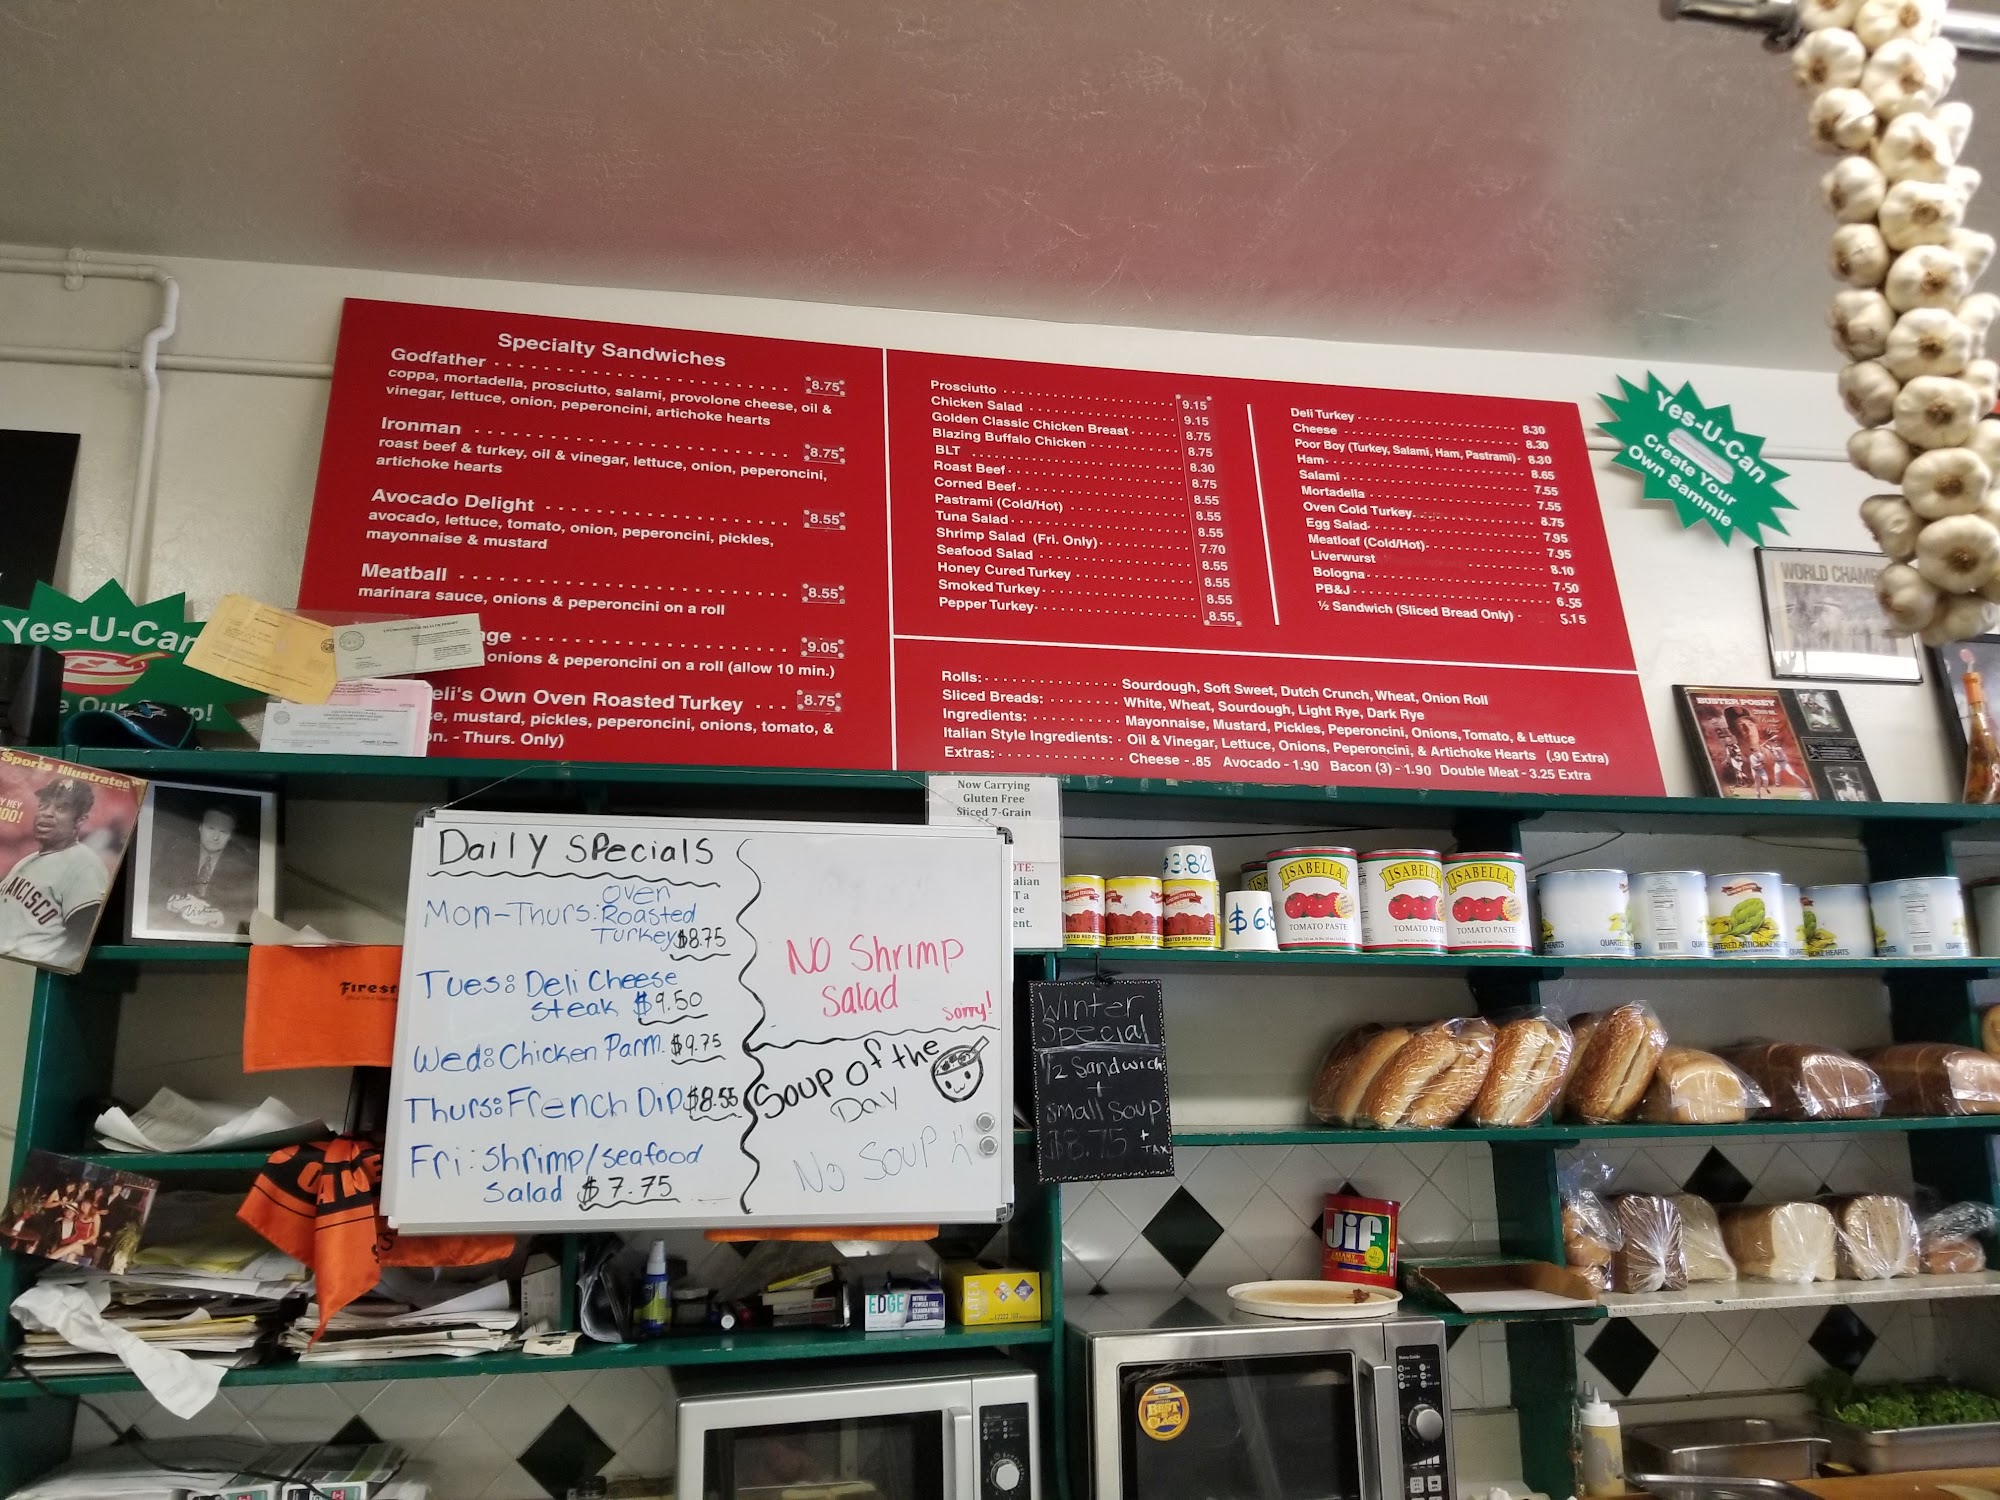 Specialty Sandwiches
Godfather 8.75
coppa, mortadella, prosciutto, salami, provolone cheese, oil &
vinegar, lettuce, onion, peperoncini, artichoke hearts
Ironman 8.75
roast beef & turkey, oil & vinegar, lettuce, onion, peperoncini,
artichoke hearts
Avocado Delight 8.55
avocado, lettuce, tomato, onion, peperoncini, pickles,
mayonnaise & mustard
Meatball 8.55
marinara sauce, onions & peperoncini on a roll
9.05
onions & peperoncini on a roll (allow 10 min.)
Own Oven Roasted Turkey 8.75
mustard, pickles, peperoncini, onions, tomato, &
- Thurs. Only)
Prosciutto 9.15
Chicken Salad 9.15
Golden Classic Chicken Breast 8.75
Blazing Buffalo Chicken 8.75
BLT 8.30
Roast Beef 8.75
Corned Beef 8.55
Pastrami (Cold/Hot) 8.55
Tuna Salad 8.55
Shrimp Salad (Fri. Only) 7.70
Seafood Salad 8.55
Honey Cured Turkey 8.55
Smoked Turkey 8.55
Pepper Turkey 8.55
Deli Turkey 8.30
Cheese 8.30
Poor Boy (Turkey, Salami, Ham, Pastrami) 8.30
Ham 8.65
Salami 7.55
Mortadella 7.55
Oven Gold Turkey 8.75
Egg Salad 7.95
Meatloaf (Cold/Hot) 7.95
Liverwurst 8.10
Bologna 7.50
PB&J 6.55
½ Sandwich (Sliced Bread Only) 5.15
Rolls: Sourdough, Soft Sweet, Dutch Crunch, Wheat, Onion Roll
Sliced Breads: White, Wheat, Sourdough, Light Rye, Dark Rye
Ingredients: Mayonnaise, Mustard, Pickles, Peperoncini, Onions, Tomato, & Lettuce
Italian Style Ingredients: Oil & Vinegar, Lettuce, Onions, Peperoncini, & Artichoke Hearts (.90 Extra)
Extras: Cheese - .85 Avocado - 1.90 Bacon (3) - 1.90 Double Meat - 3.25 Extra
Yes-U-Can
Create Your
Own Sammie
Yes-U-Can
WORLD
BUSTER POSEY
Sports Illustrated
Now Carrying
Gluten Free
Sliced 7-Grain
Daily Specials
Mon-Thurs: Oven
Roasted
Turkey $8.75
Tues: Deli Cheese
Steak $9.50
Wed: Chicken Parm. $9.75
Thurs: French Dip $8.55
Fri: Shrimp/Seafood
Salad $7.75
NO Shrimp
Salad
Sorry!
Soup of the
Day
No Soup
$3.82
ISABELLA
TOMATO PASTE
ISABELLA
TOMATO PASTE
ISABELLA
TOMATO PASTE
Winter
Special
1/2 Sandwich
+
Small Soup
$8.75 + TAX
Jif
EDGE
LATEX
BEST
CLASS